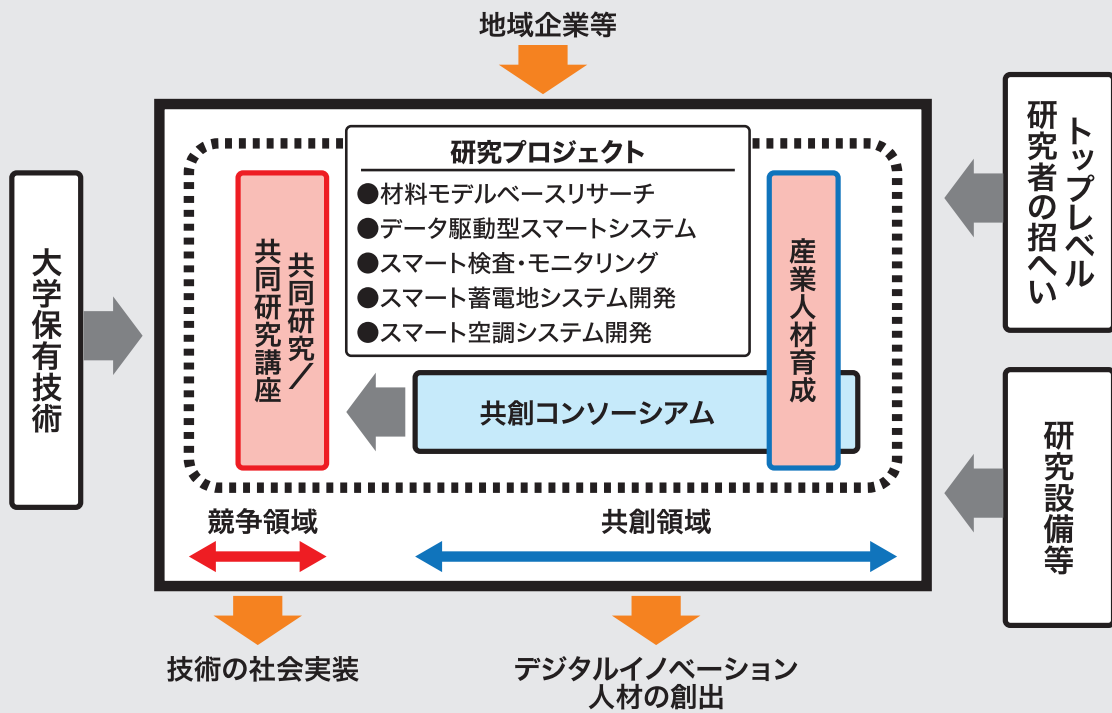 地域企業等
大学保有技術
共同研究／
共同研究講座
研究プロジェクト
●材料モデルベースリサーチ
●データ駆動型スマートシステム
●スマート検査・モニタリング
●スマート蓄電地システム開発
●スマート空調システム開発
共創コンソーシアム
産業人材育成
トップレベル
研究者の招へい
研究設備等
競争領域
共創領域
技術の社会実装
デジタルイノベーション
人材の創出